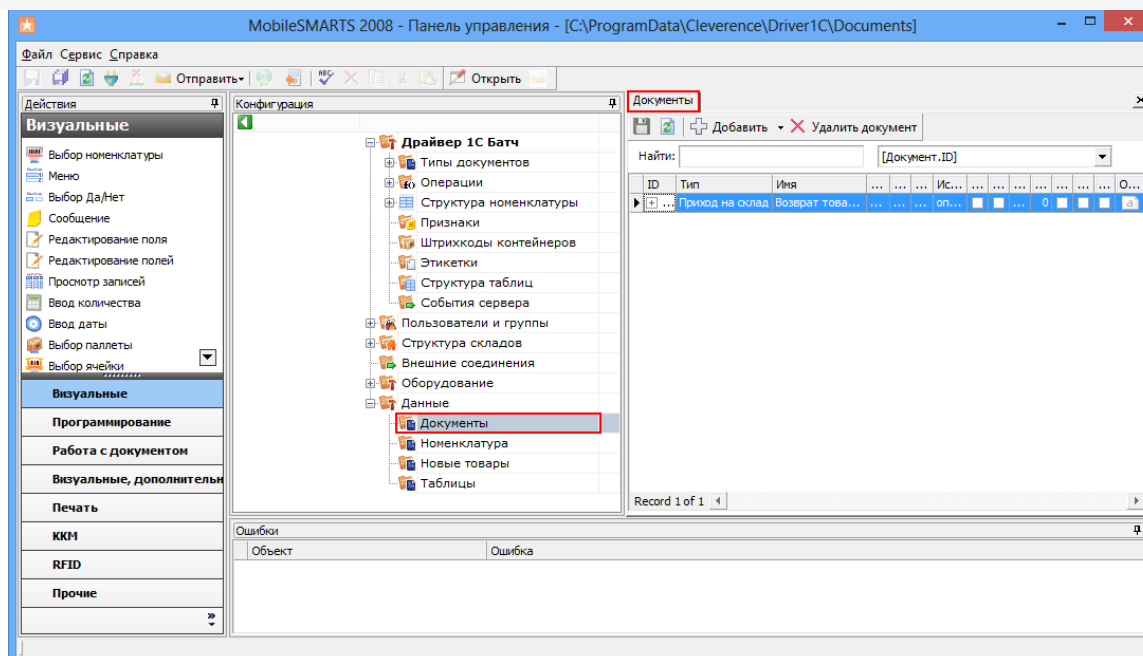 MobileSMARTS 2008 - Панель управления - [C:\ProgramData\Cleverence\Driver1C\Documents]
Файл Сервис Справка
Отправить Открыть
Действия
Визуальные
Выбор номенклатуры
Меню
Выбор Да/Нет
Сообщение
Редактирование поля
Редактирование полей
Просмотр записей
Ввод количества
Ввод даты
Выбор паллеты
Выбор ячейки
Визуальные
Программирование
Работа с документом
Визуальные, дополнительн
Печать
ККМ
RFID
Прочие
Конфигурация
Драйвер 1С Батч
Типы документов
Операции
Структура номенклатуры
Признаки
Штрихкоды контейнеров
Этикетки
Структура таблиц
События сервера
Пользователи и группы
Структура складов
Внешние соединения
Оборудование
Данные
Документы
Номенклатура
Новые товары
Таблицы
Документы
Добавить Удалить документ
Найти: [Документ.ID]
ID Тип Имя ... ... ... Ис... ... ... ... ... ... ... ... О...
... Приход на склад Возврат това... ... ... ... оп... ... 0 a
Record 1 of 1
Ошибки
Объект Ошибка